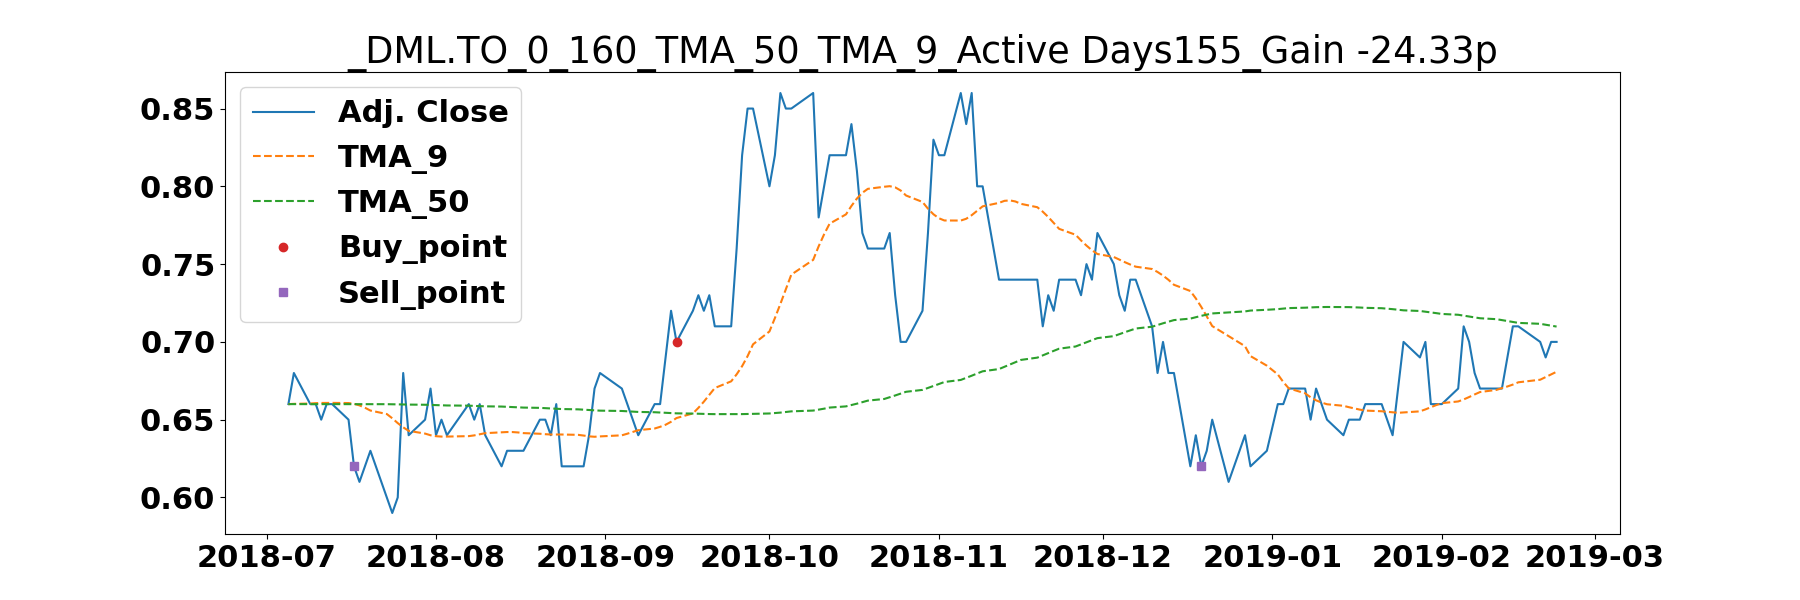 _DML.TO_0_160_TMA_50_TMA_9_Active Days155_Gain -24.33p
Adj. Close
TMA_9
TMA_50
Buy_point
Sell_point
0.85
0.80
0.75
0.70
0.65
0.60
2018-07 2018-08 2018-09 2018-10 2018-11 2018-12 2019-01 2019-02 2019-03